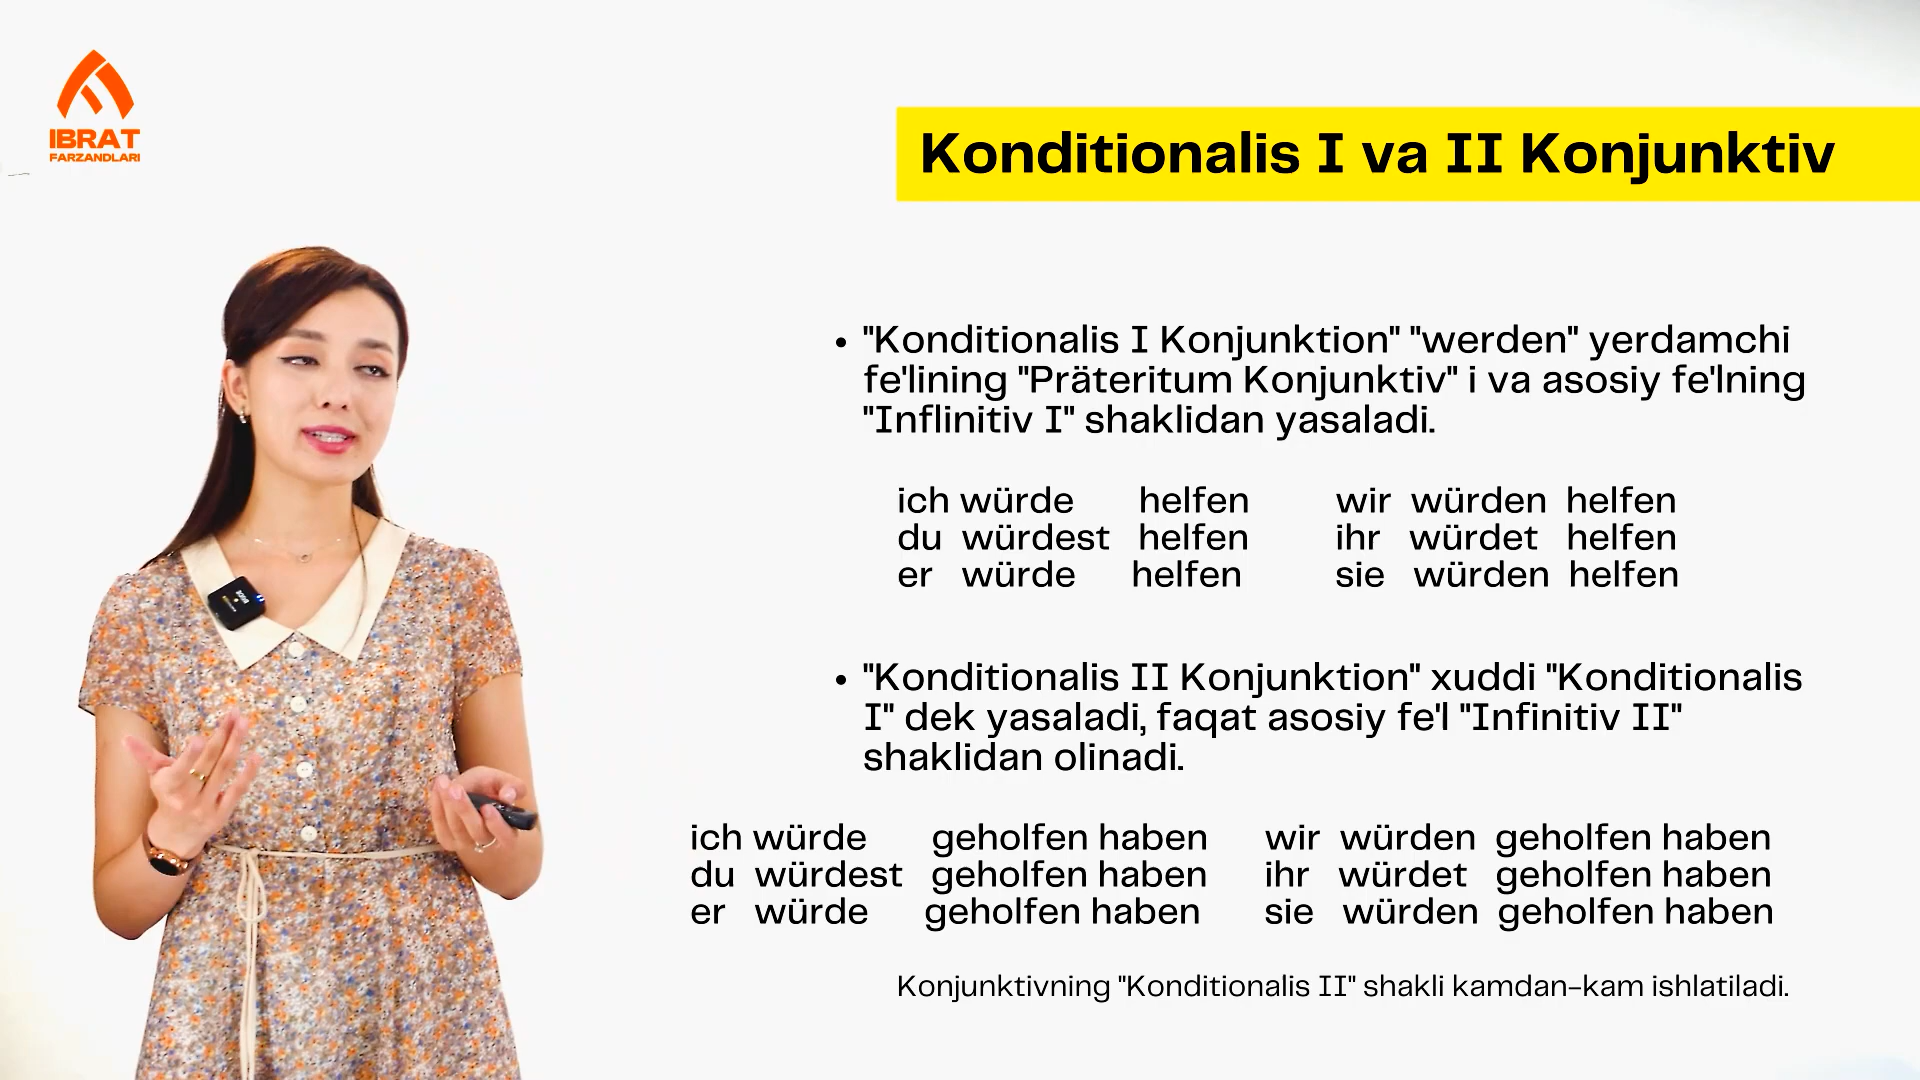 IBRAT
FARZANDLARI
Konditionalis I va II Konjunktiv
• "Konditionalis I Konjunktion" "werden" yerdamchi
fe'lining "Präteritum Konjunktiv" i va asosiy fe'lning
"Inflinitiv I" shaklidan yasaladi.
ich würde helfen wir würden helfen
du würdest helfen ihr würdet helfen
er würde helfen sie würden helfen
• "Konditionalis II Konjunktion" xuddi "Konditionalis
I" dek yasaladi, faqat asosiy fe'l "Infinitiv II"
shaklidan olinadi.
ich würde geholfen haben wir würden geholfen haben
du würdest geholfen haben ihr würdet geholfen haben
er würde geholfen haben sie würden geholfen haben
Konjunktivning "Konditionalis II" shakli kamdan-kam ishlatiladi.